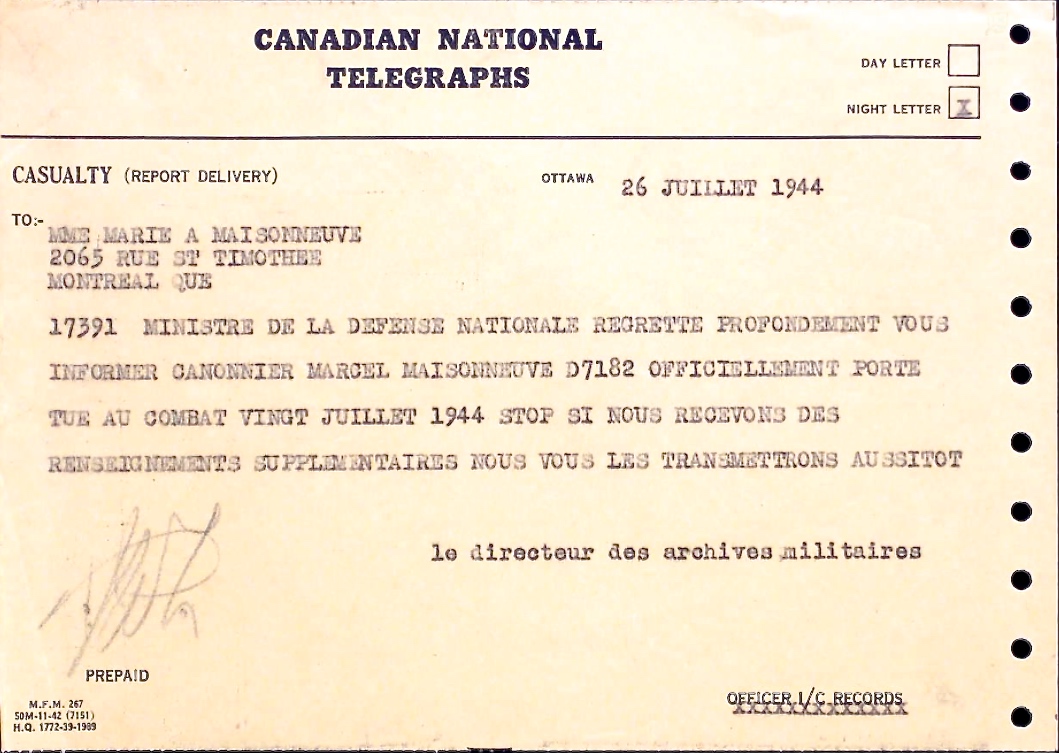 CANADIAN NATIONAL
TELEGRAPHS
DAY LETTER
NIGHT LETTER X
CASUALTY (REPORT DELIVERY)
OTTAWA 26 JUILLET 1944
TO:-
MME MARIE A MAISONNEUVE
2065 RUE ST TIMOTHEE
MONTREAL QUE
17391 MINISTRE DE LA DEFENSE NATIONALE REGRETTE PROFONDEMENT VOUS
INFORMER CANONNIER MARCEL MAISONNEUVE D7182 OFFICIELLEMENT PORTE
TUE AU COMBAT VINGT JUILLET 1944 STOP SI NOUS RECEVONS DES
RENSEIGNEMENTS SUPPLEMENTAIRES NOUS VOUS LES TRANSMETTRONS AUSSITOT
le directeur des archives militaires
PREPAID
M.F.M. 267
50M-11-42 (7151)
H.Q. 1772-39-1989
OFFICER I/C RECORDS